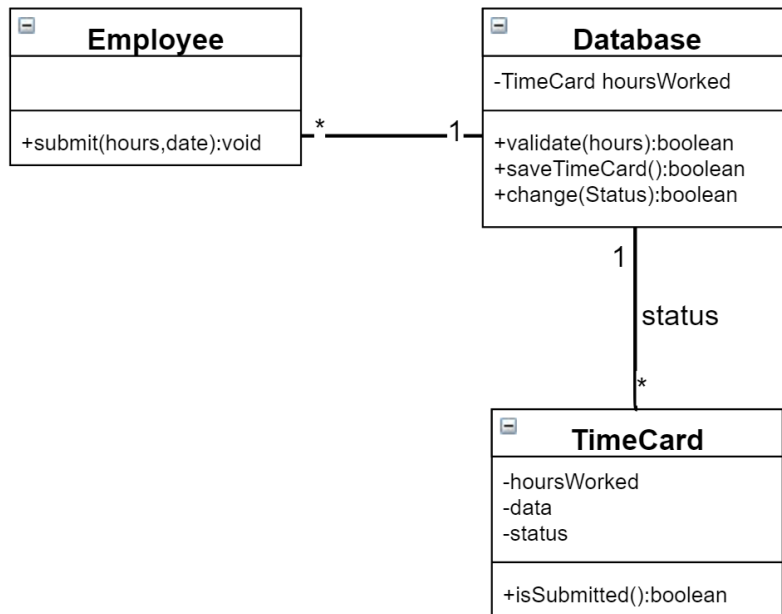 Employee
+submit(hours,date):void
*
1
Database
-TimeCard hoursWorked
+validate(hours):boolean
+saveTimeCard():boolean
+change(Status):boolean
1
status
*
TimeCard
-hoursWorked
-data
-status
+isSubmitted():boolean